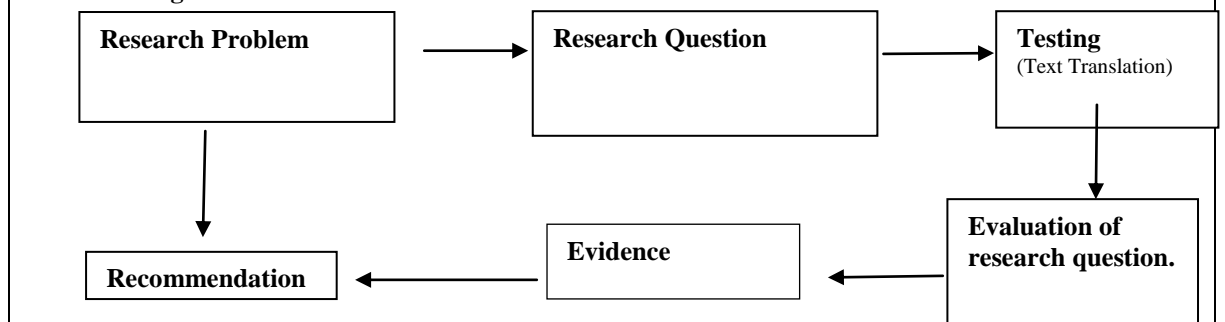 Research Problem
Research Question
Testing
(Text Translation)
Evaluation of
research question.
Evidence
Recommendation